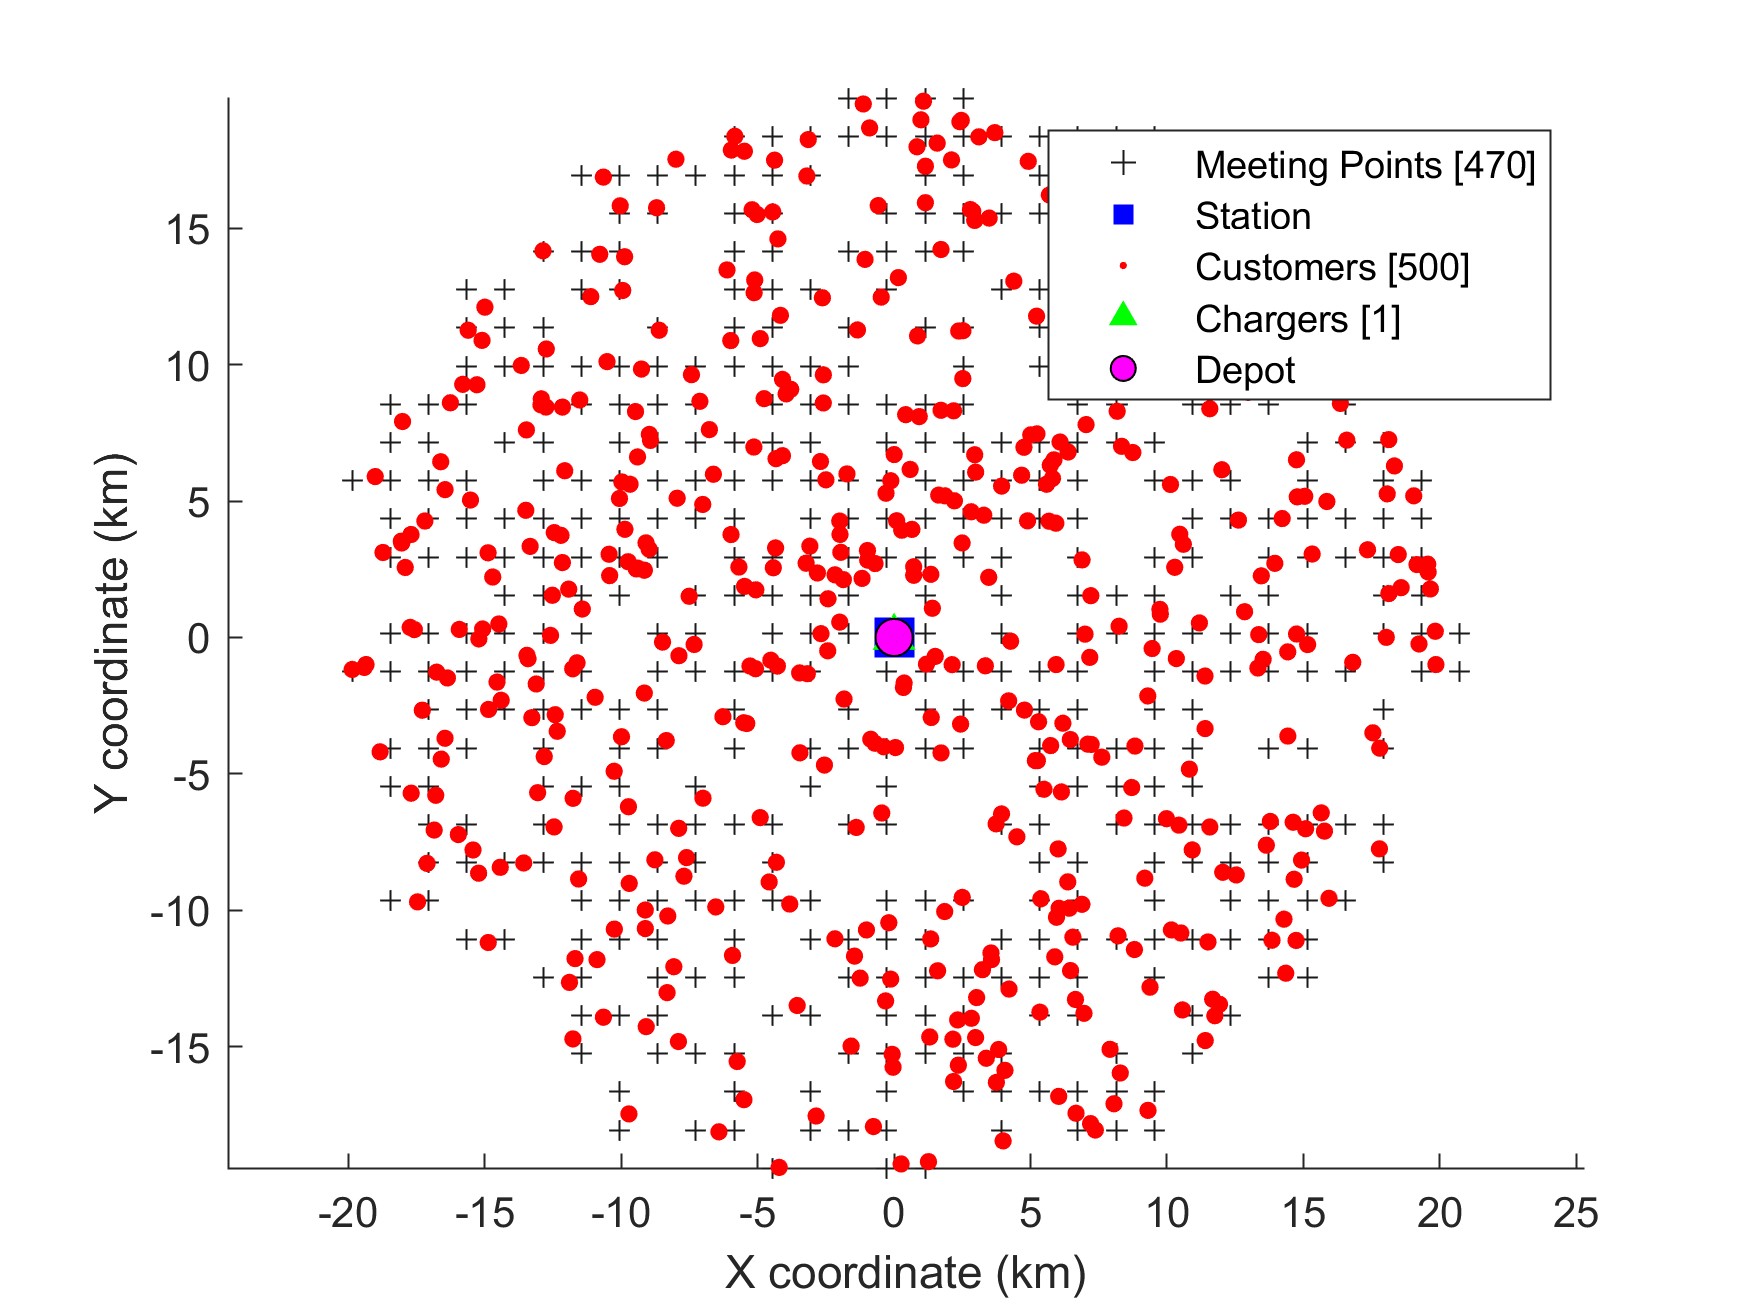 Meeting Points [470]
Station
Customers [500]
Chargers [1]
Depot
15
10
5
0
-5
-10
-15
Y coordinate (km)
-20 -15 -10 -5 0 5 10 15 20 25
X coordinate (km)